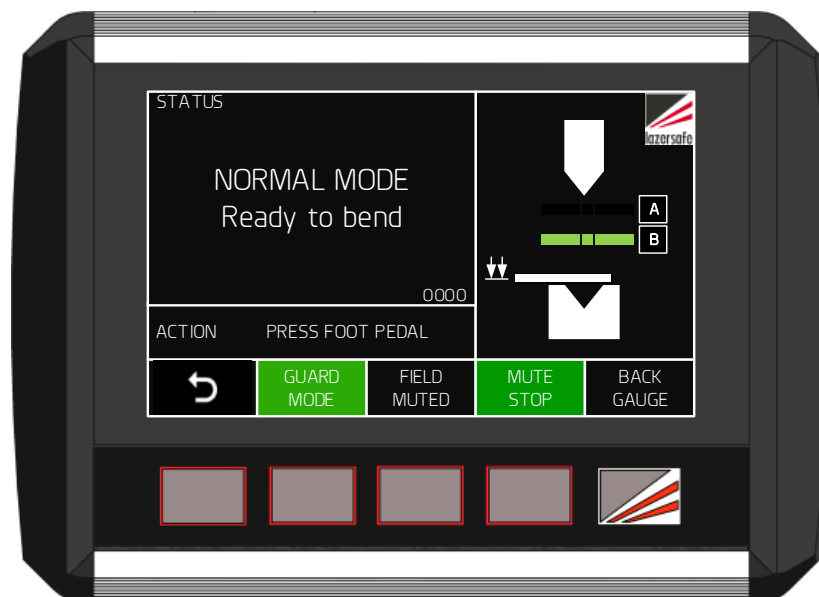 STATUS
NORMAL MODE
Ready to bend
0000
ACTION PRESS FOOT PEDAL
lazersafe
A
B
GUARD MODE
FIELD MUTED
MUTE STOP
BACK GAUGE